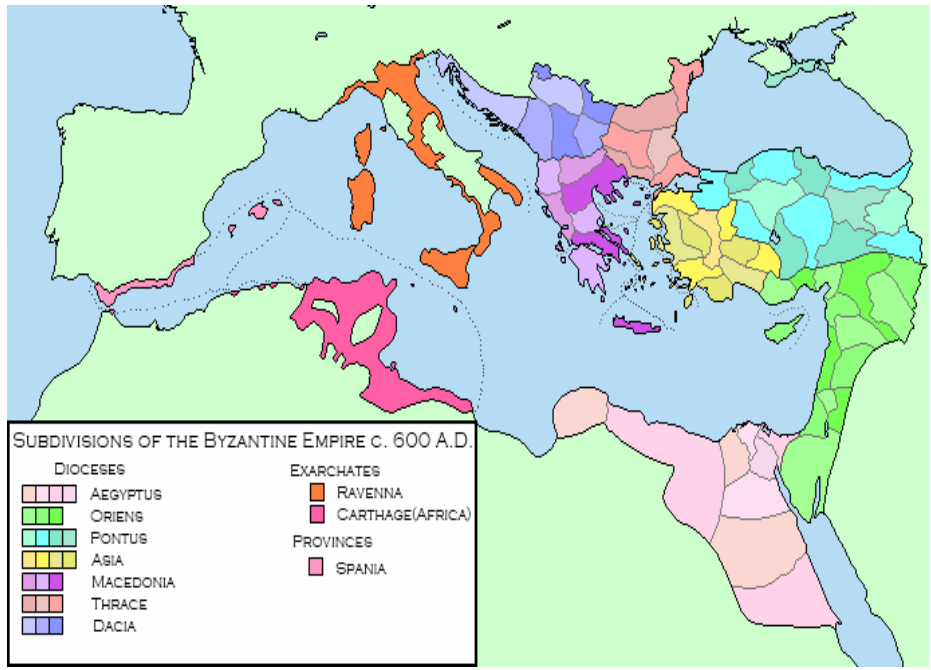 Subdivisions of the Byzantine Empire c. 600 A.D.
Dioceses
Aegyptus
Oriens
Pontus
Asia
Macedonia
Thrace
Dacia
Exarchates
Ravenna
Carthage(Africa)
Provinces
Spania